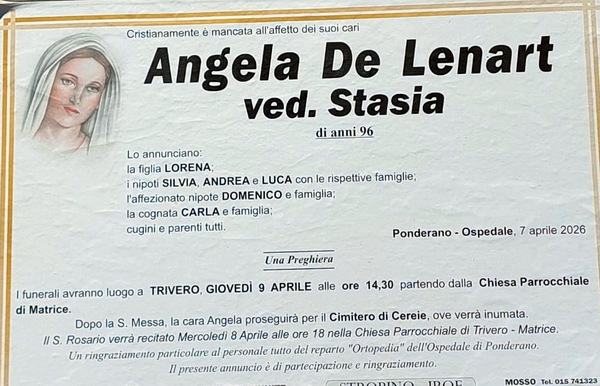 Cristianamente è mancata all'affetto dei suoi cari
Angela De Lenart
ved. Stasia
di anni 96
Lo annunciano:
la figlia LORENA;
i nipoti SILVIA, ANDREA e LUCA con le rispettive famiglie;
l'affezionato nipote DOMENICO e famiglia;
la cognata CARLA e famiglia;
cugini e parenti tutti.
Ponderano - Ospedale, 7 aprile 2026
Una Preghiera
I funerali avranno luogo a TRIVERO, GIOVEDÌ 9 APRILE alle ore 14,30 partendo dalla Chiesa Parrocchiale
di Matrice.
Dopo la S. Messa, la cara Angela proseguirà per il Cimitero di Cereie, ove verrà inumata.
Il S. Rosario verrà recitato Mercoledì 8 Aprile alle ore 18 nella Chiesa Parrocchiale di Trivero - Matrice.
Un ringraziamento particolare al personale tutto del reparto "Ortopedia" dell'Ospedale di Ponderano.
Il presente annuncio è di partecipazione e ringraziamento.
MOSSO Tel. 015 741323